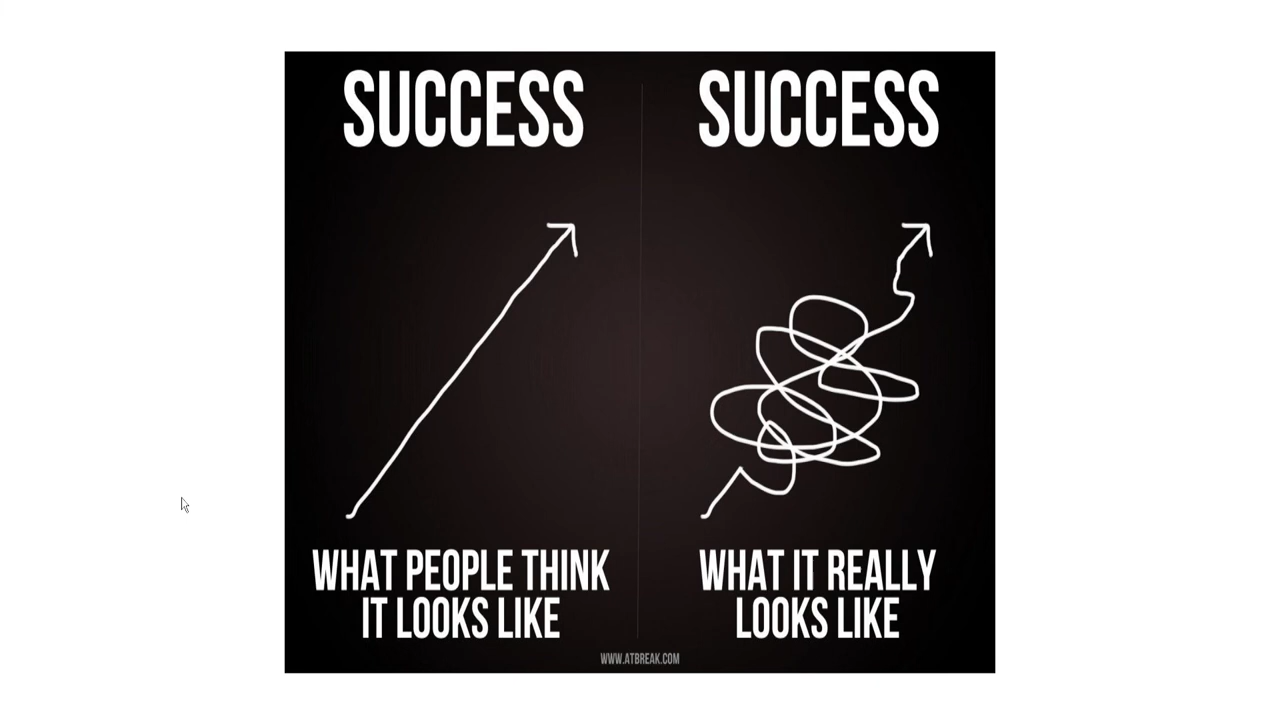 SUCCESS
WHAT PEOPLE THINK
IT LOOKS LIKE
SUCCESS
WHAT IT REALLY
LOOKS LIKE
WWW.ATBREAK.COM